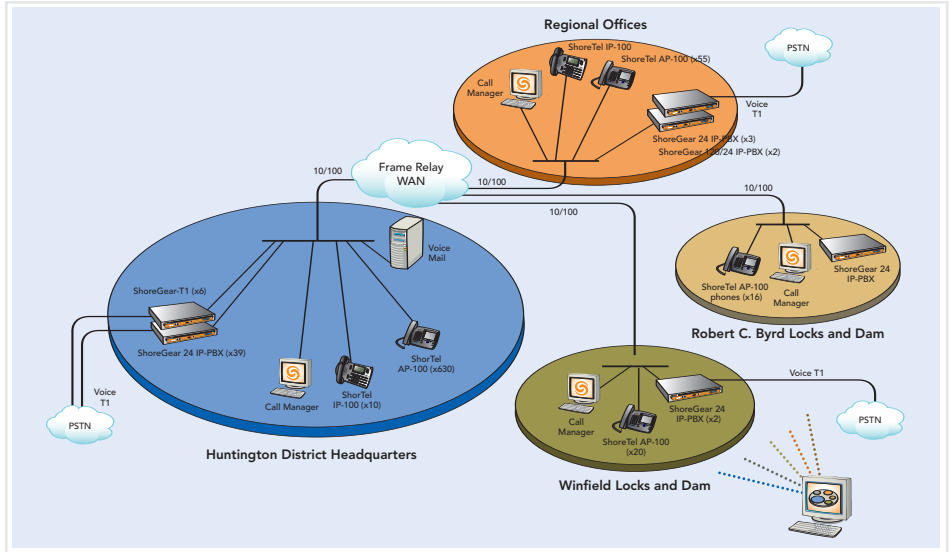 Regional Offices
ShoreTel IP-100
ShoreTel AP-100 (x55)
PSTN
Call
Manager
Voice
T1
ShoreGear 24 IP-PBX (x3)
ShoreGear 120/24 IP-PBX (x2)
Frame Relay
WAN
10/100
10/100
10/100
10/100
Voice
Mail
ShoreGear-T1 (x6)
ShoreGear 24 IP-PBX (x39)
ShorTel
AP-100 (x630)
Call Manager
ShorTel
IP-100 (x10)
Voice
T1
PSTN
Huntington District Headquarters
ShoreTel AP-100
phones (x16)
Call
Manager
ShoreGear 24
IP-PBX
Robert C. Byrd Locks and Dam
Call
Manager
ShoreTel AP-100
(x20)
ShoreGear 24
IP-PBX (x2)
Voice T1
PSTN
Winfield Locks and Dam